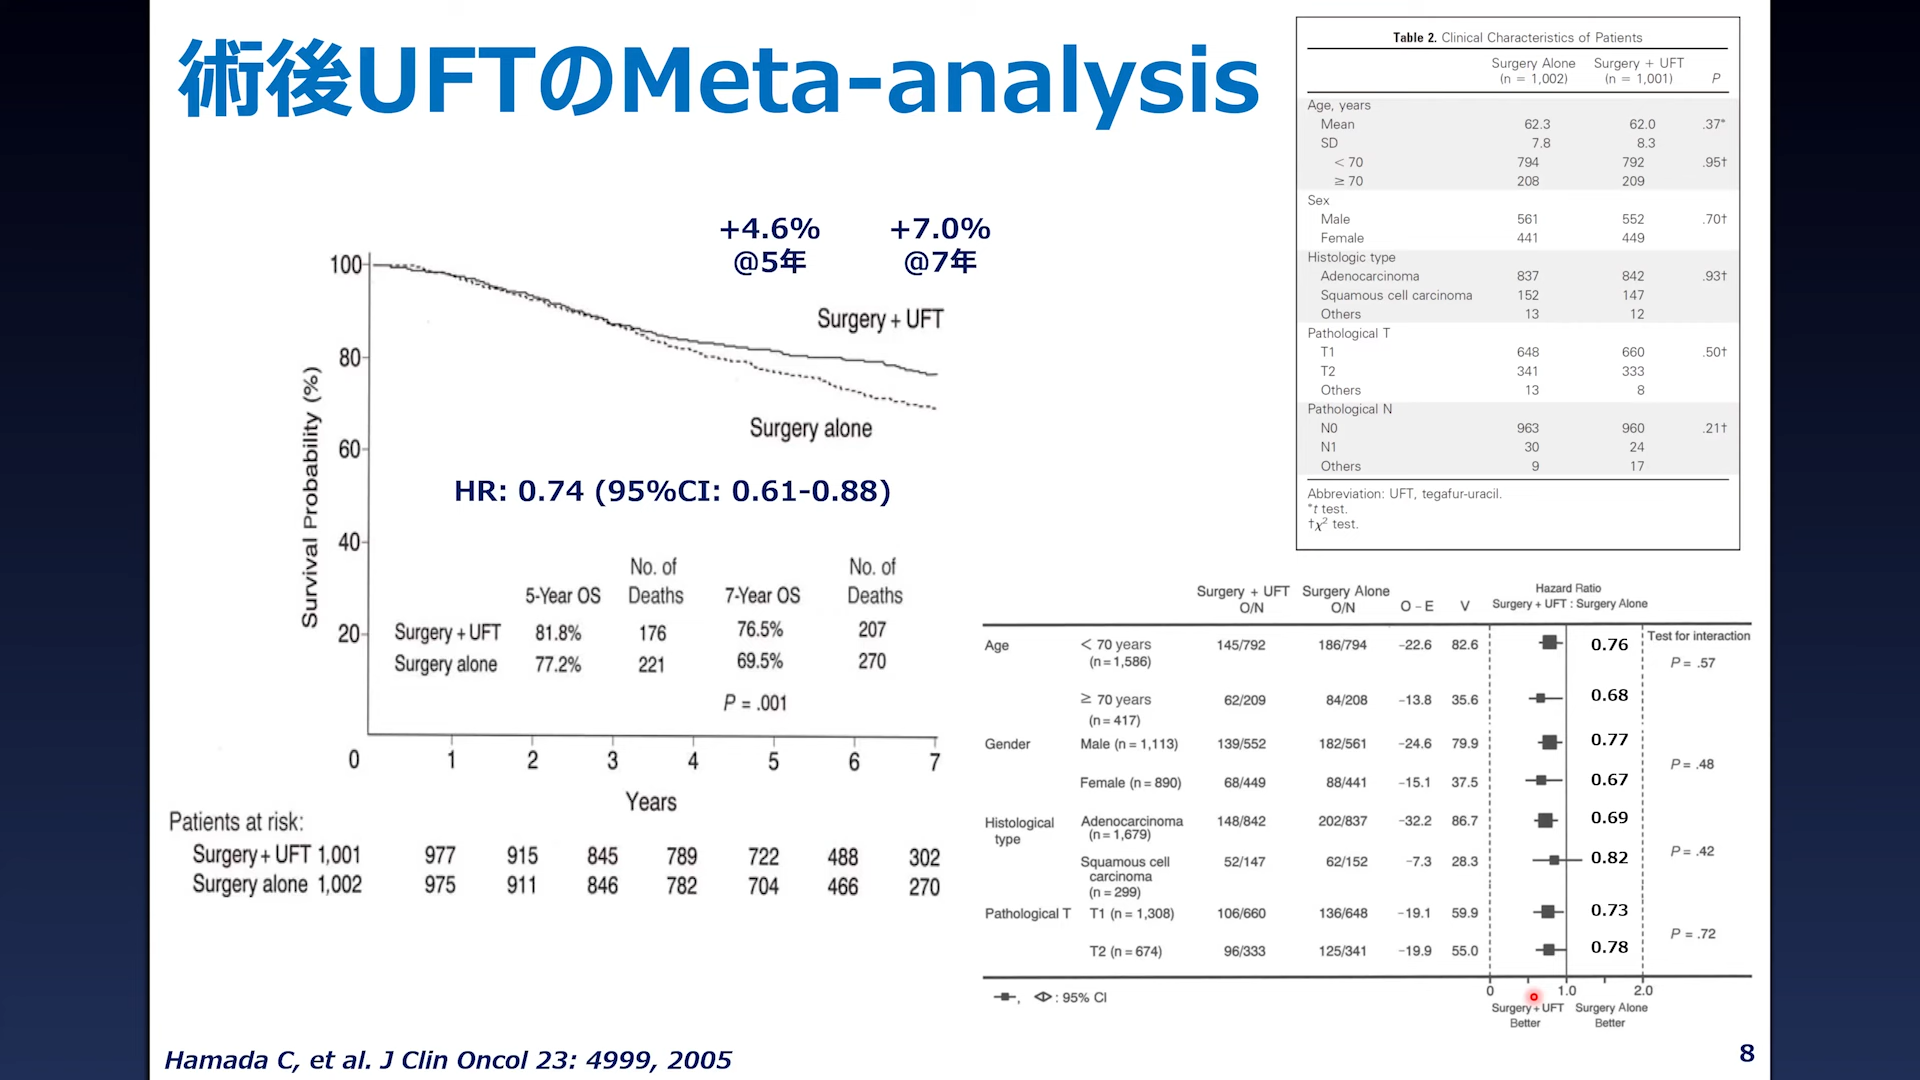 術後UFTのMeta-analysis
+4.6% +7.0%
@5年 @7年
100
80
60
40
20
0 1 2 3 4 5 6 7
Survival Probability (%)
Years
Surgery + UFT
Surgery alone
HR: 0.74 (95%CI: 0.61-0.88)
No. of No. of
5-Year OS Deaths 7-Year OS Deaths
Surgery + UFT 81.8% 176 76.5% 207
Surgery alone 77.2% 221 69.5% 270
P = .001
Patients at risk:
Surgery + UFT 1,001 977 915 845 789 722 488 302
Surgery alone 1,002 975 911 846 782 704 466 270
Table 2. Clinical Characteristics of Patients
Surgery Alone Surgery + UFT
(n = 1,002) (n = 1,001) P
Age, years
Mean 62.3 62.0 .37*
SD 7.8 8.3
< 70 794 792 .95†
≥ 70 208 209
Sex
Male 561 552 .70†
Female 441 449
Histologic type
Adenocarcinoma 837 842 .93†
Squamous cell carcinoma 152 147
Others 13 12
Pathological T
T1 648 660 .50†
T2 341 333
Others 13 8
Pathological N
N0 963 960 .21†
N1 30 24
Others 9 17
Abbreviation: UFT, tegafur-uracil.
*t test.
†χ² test.
Surgery + UFT Surgery Alone Hazard Ratio
O/N O/N O – E V Surgery + UFT : Surgery Alone
Test for interaction
Age < 70 years 145/792 186/794 –22.6 82.6 0.76
(n = 1,586) P = .57
≥ 70 years 62/209 84/208 –13.8 35.6 0.68
(n = 417)
Gender Male (n = 1,113) 139/552 182/561 –24.6 79.9 0.77
P = .48
Female (n = 890) 68/449 88/441 –15.1 37.5 0.67
Histological Adenocarcinoma 148/842 202/837 –32.2 86.7 0.69
type (n = 1,679)
P = .42
Squamous cell 52/147 62/152 –7.3 28.3 0.82
carcinoma
(n = 299)
Pathological T T1 (n = 1,308) 106/660 136/648 –19.1 59.9 0.73
P = .72
T2 (n = 674) 96/333 125/341 –19.9 55.0 0.78
0 1.0 2.0
, : 95% CI
Surgery + UFT Surgery Alone
Better Better
Hamada C, et al. J Clin Oncol 23: 4999, 2005
8